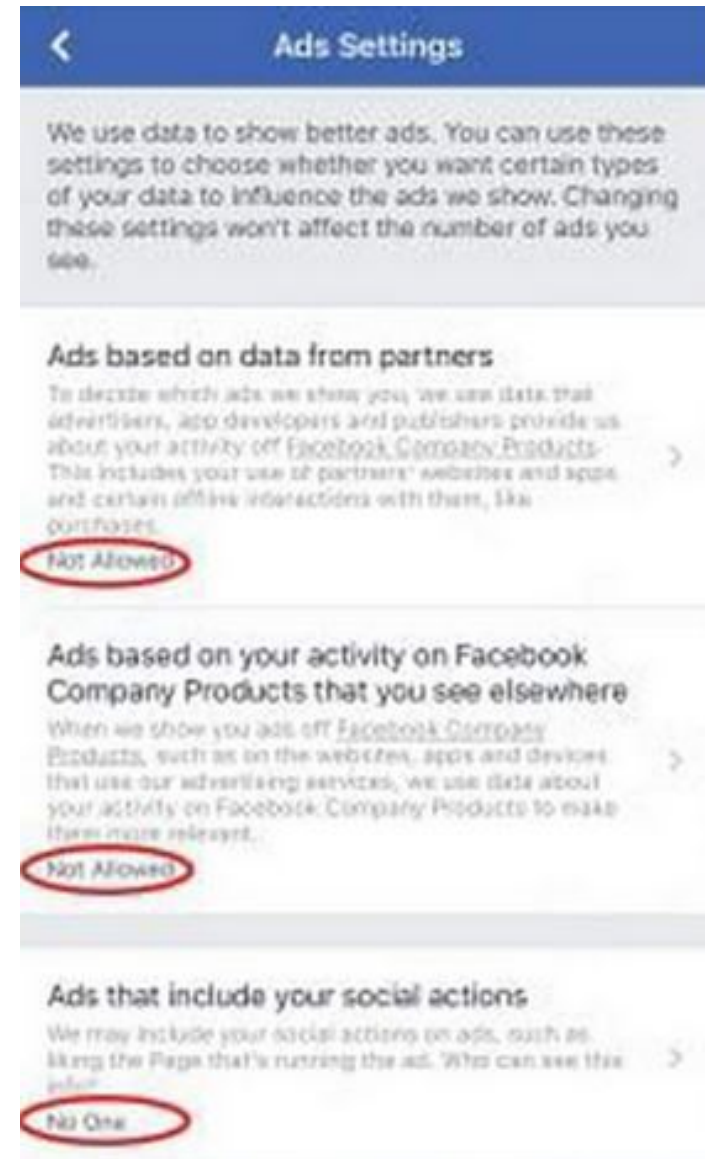 Ads Settings
We use data to show better ads. You can use these
settings to choose whether you want certain types
of your data to influence the ads we show. Changing
these settings won't affect the number of ads you
see.
Ads based on data from partners
To decide which ads we show you, we use data that
advertisers, app developers and publishers provide us
about your activity off Facebook Company Products.
This includes your use of partners' websites and apps
and certain offline interactions with them, like
purchases.
Not Allowed
Ads based on your activity on Facebook
Company Products that you see elsewhere
When we show you ads off Facebook Company
Products, such as on the websites, apps and devices
that use our advertising services, we use data about
your activity on Facebook Company Products to make
them more relevant.
Not Allowed
Ads that include your social actions
We may include your social actions on ads, such as
liking the Page that's running the ad. Who can see this
info?
No One